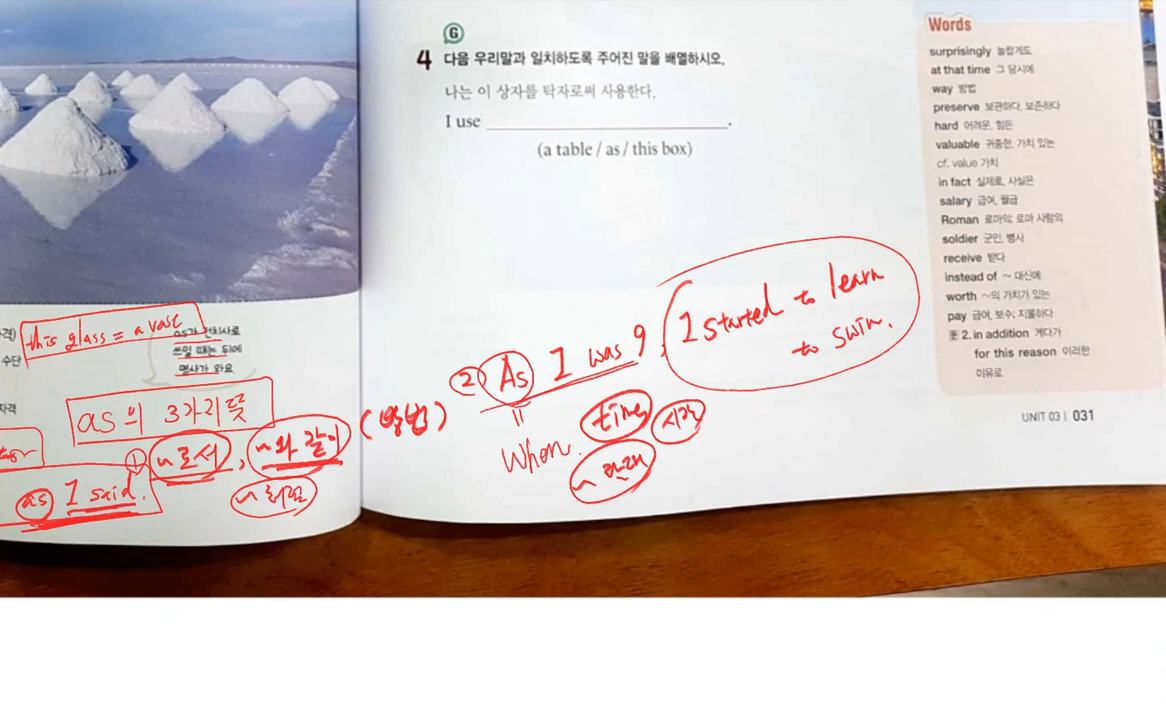 this glass = a vase
수단
쓰일 때는 뒤에
명사가 와요
자격
as의 3가지 뜻
① ~로서, ~와 같이 (방법)
~처럼
as I said.
G
4 다음 우리말과 일치하도록 주어진 말을 배열하시오.
나는 이 상자를 탁자로써 사용한다.
I use ____________________.
(a table / as / this box)
② As I was 9, I started to learn
to swim.
=
When. time 시간
~할 때
Words
surprisingly 놀랍게도
at that time 그 당시에
way 방법
preserve 보관하다, 보존하다
hard 어려운, 힘든
valuable 귀중한, 가치 있는
cf. value 가치
in fact 실제로, 사실은
salary 급여, 월급
Roman 로마의; 로마 사람의
soldier 군인, 병사
receive 받다
instead of ~ 대신에
worth ~의 가치가 있는
pay 급여, 보수; 지불하다
2. in addition 게다가
for this reason 이러한
이유로
UNIT 03 | 031